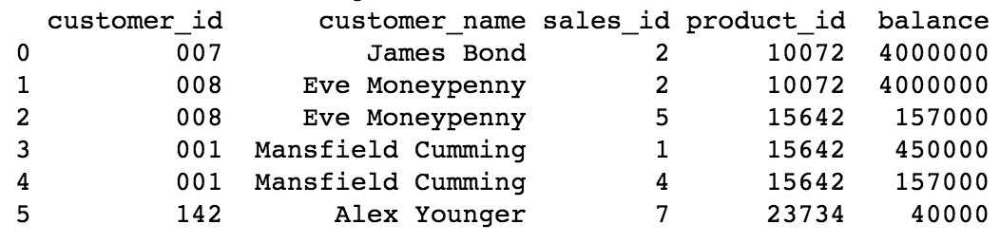 customer_id customer_name sales_id product_id balance
0 007 James Bond 2 10072 4000000
1 008 Eve Moneypenny 2 10072 4000000
2 008 Eve Moneypenny 5 15642 157000
3 001 Mansfield Cumming 1 15642 450000
4 001 Mansfield Cumming 4 15642 157000
5 142 Alex Younger 7 23734 40000